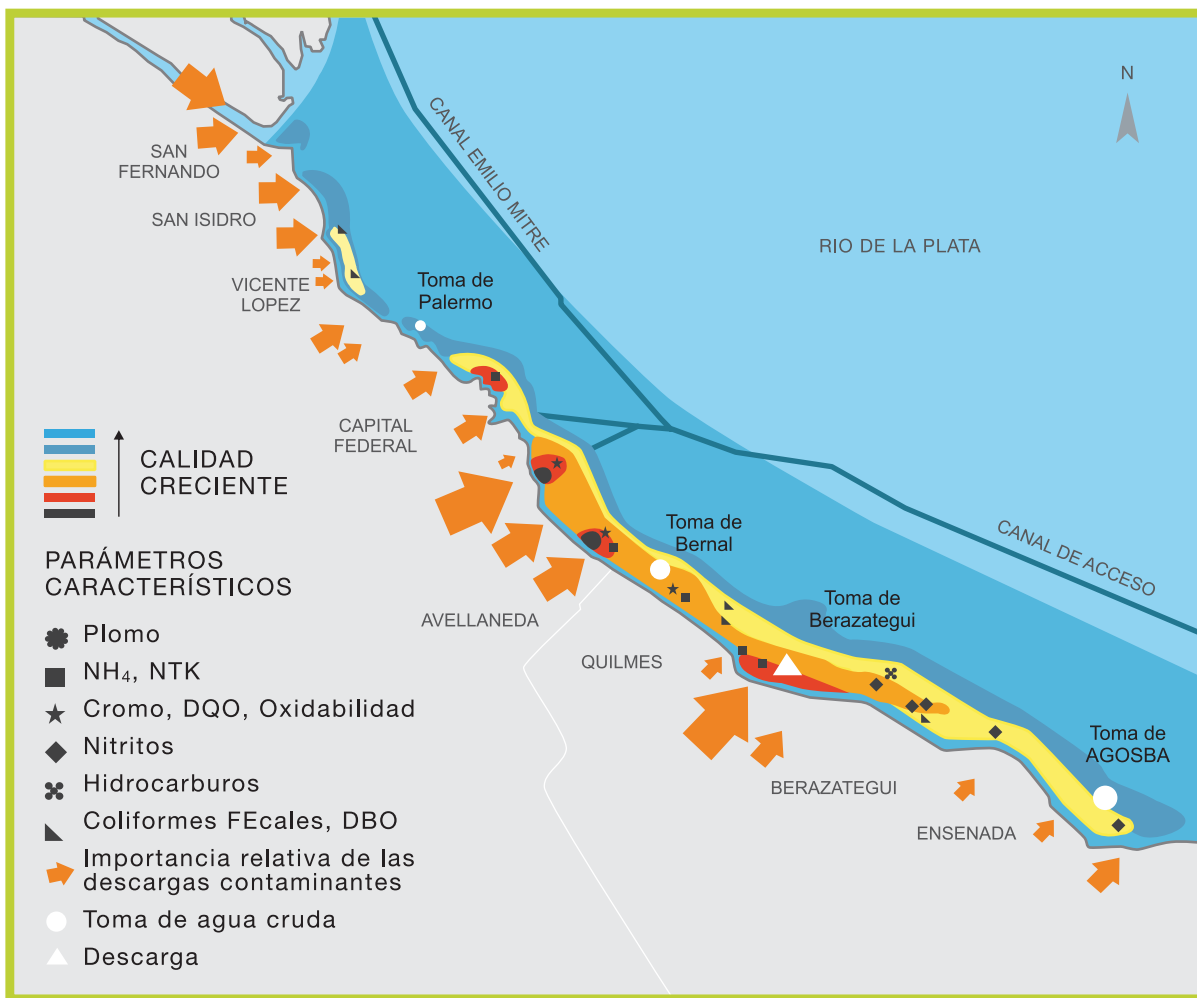 N
CANAL EMILIO MITRE
SAN
FERNANDO
SAN ISIDRO
RIO DE LA PLATA
VICENTE
LOPEZ
Toma de
Palermo
CAPITAL
FEDERAL
CALIDAD
CRECIENTE
Toma de
Bernal
CANAL DE ACCESO
PARÁMETROS
CARACTERÍSTICOS
Toma de
Berazategui
AVELLANEDA
Plomo
QUILMES
NH₄, NTK
Cromo, DQO, Oxidabilidad
Nitritos
Toma de
AGOSBA
Hidrocarburos
BERAZATEGUI
Coliformes FEcales, DBO
ENSENADA
Importancia relativa de las
descargas contaminantes
Toma de agua cruda
Descarga